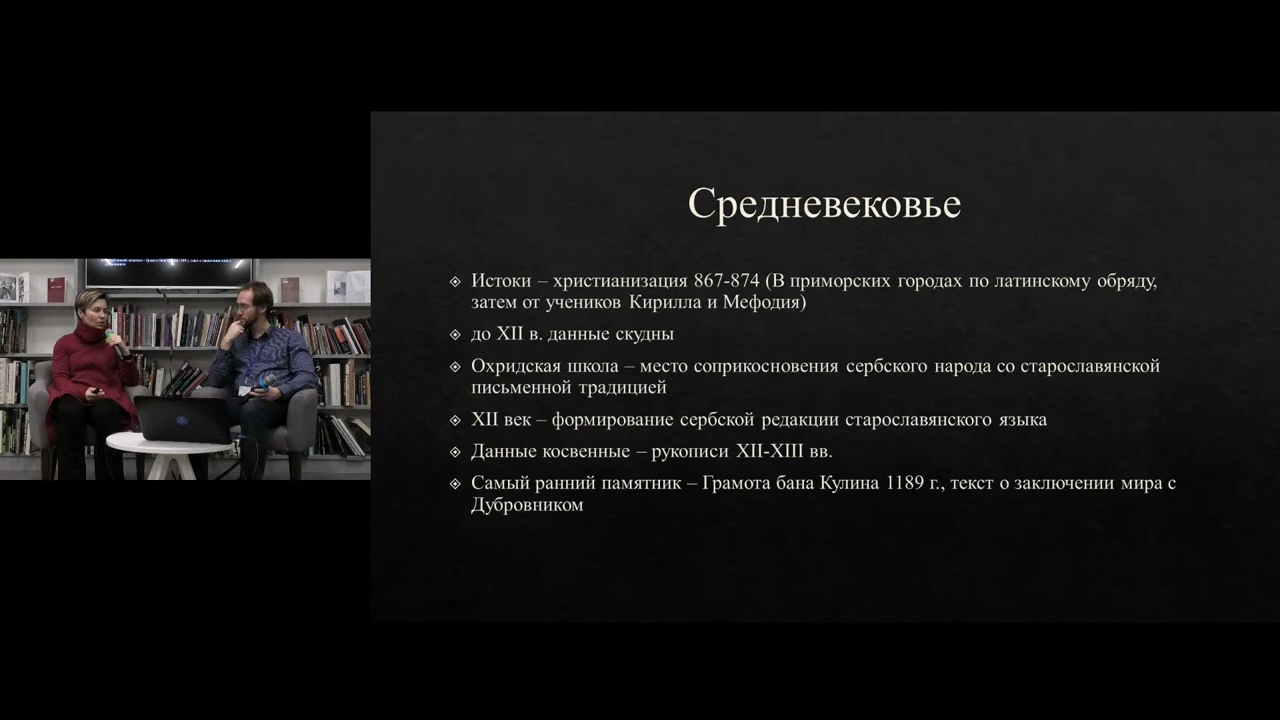 Средневековье
Истоки – христианизация 867-874 (В приморских городах по латинскому обряду,
затем от учеников Кирилла и Мефодия)
до XII в. данные скудны
Охридская школа – место соприкосновения сербского народа со старославянской
письменной традицией
XII век – формирование сербской редакции старославянского языка
Данные косвенные – рукописи XII-XIII вв.
Самый ранний памятник – Грамота бана Кулина 1189 г., текст о заключении мира с
Дубровником